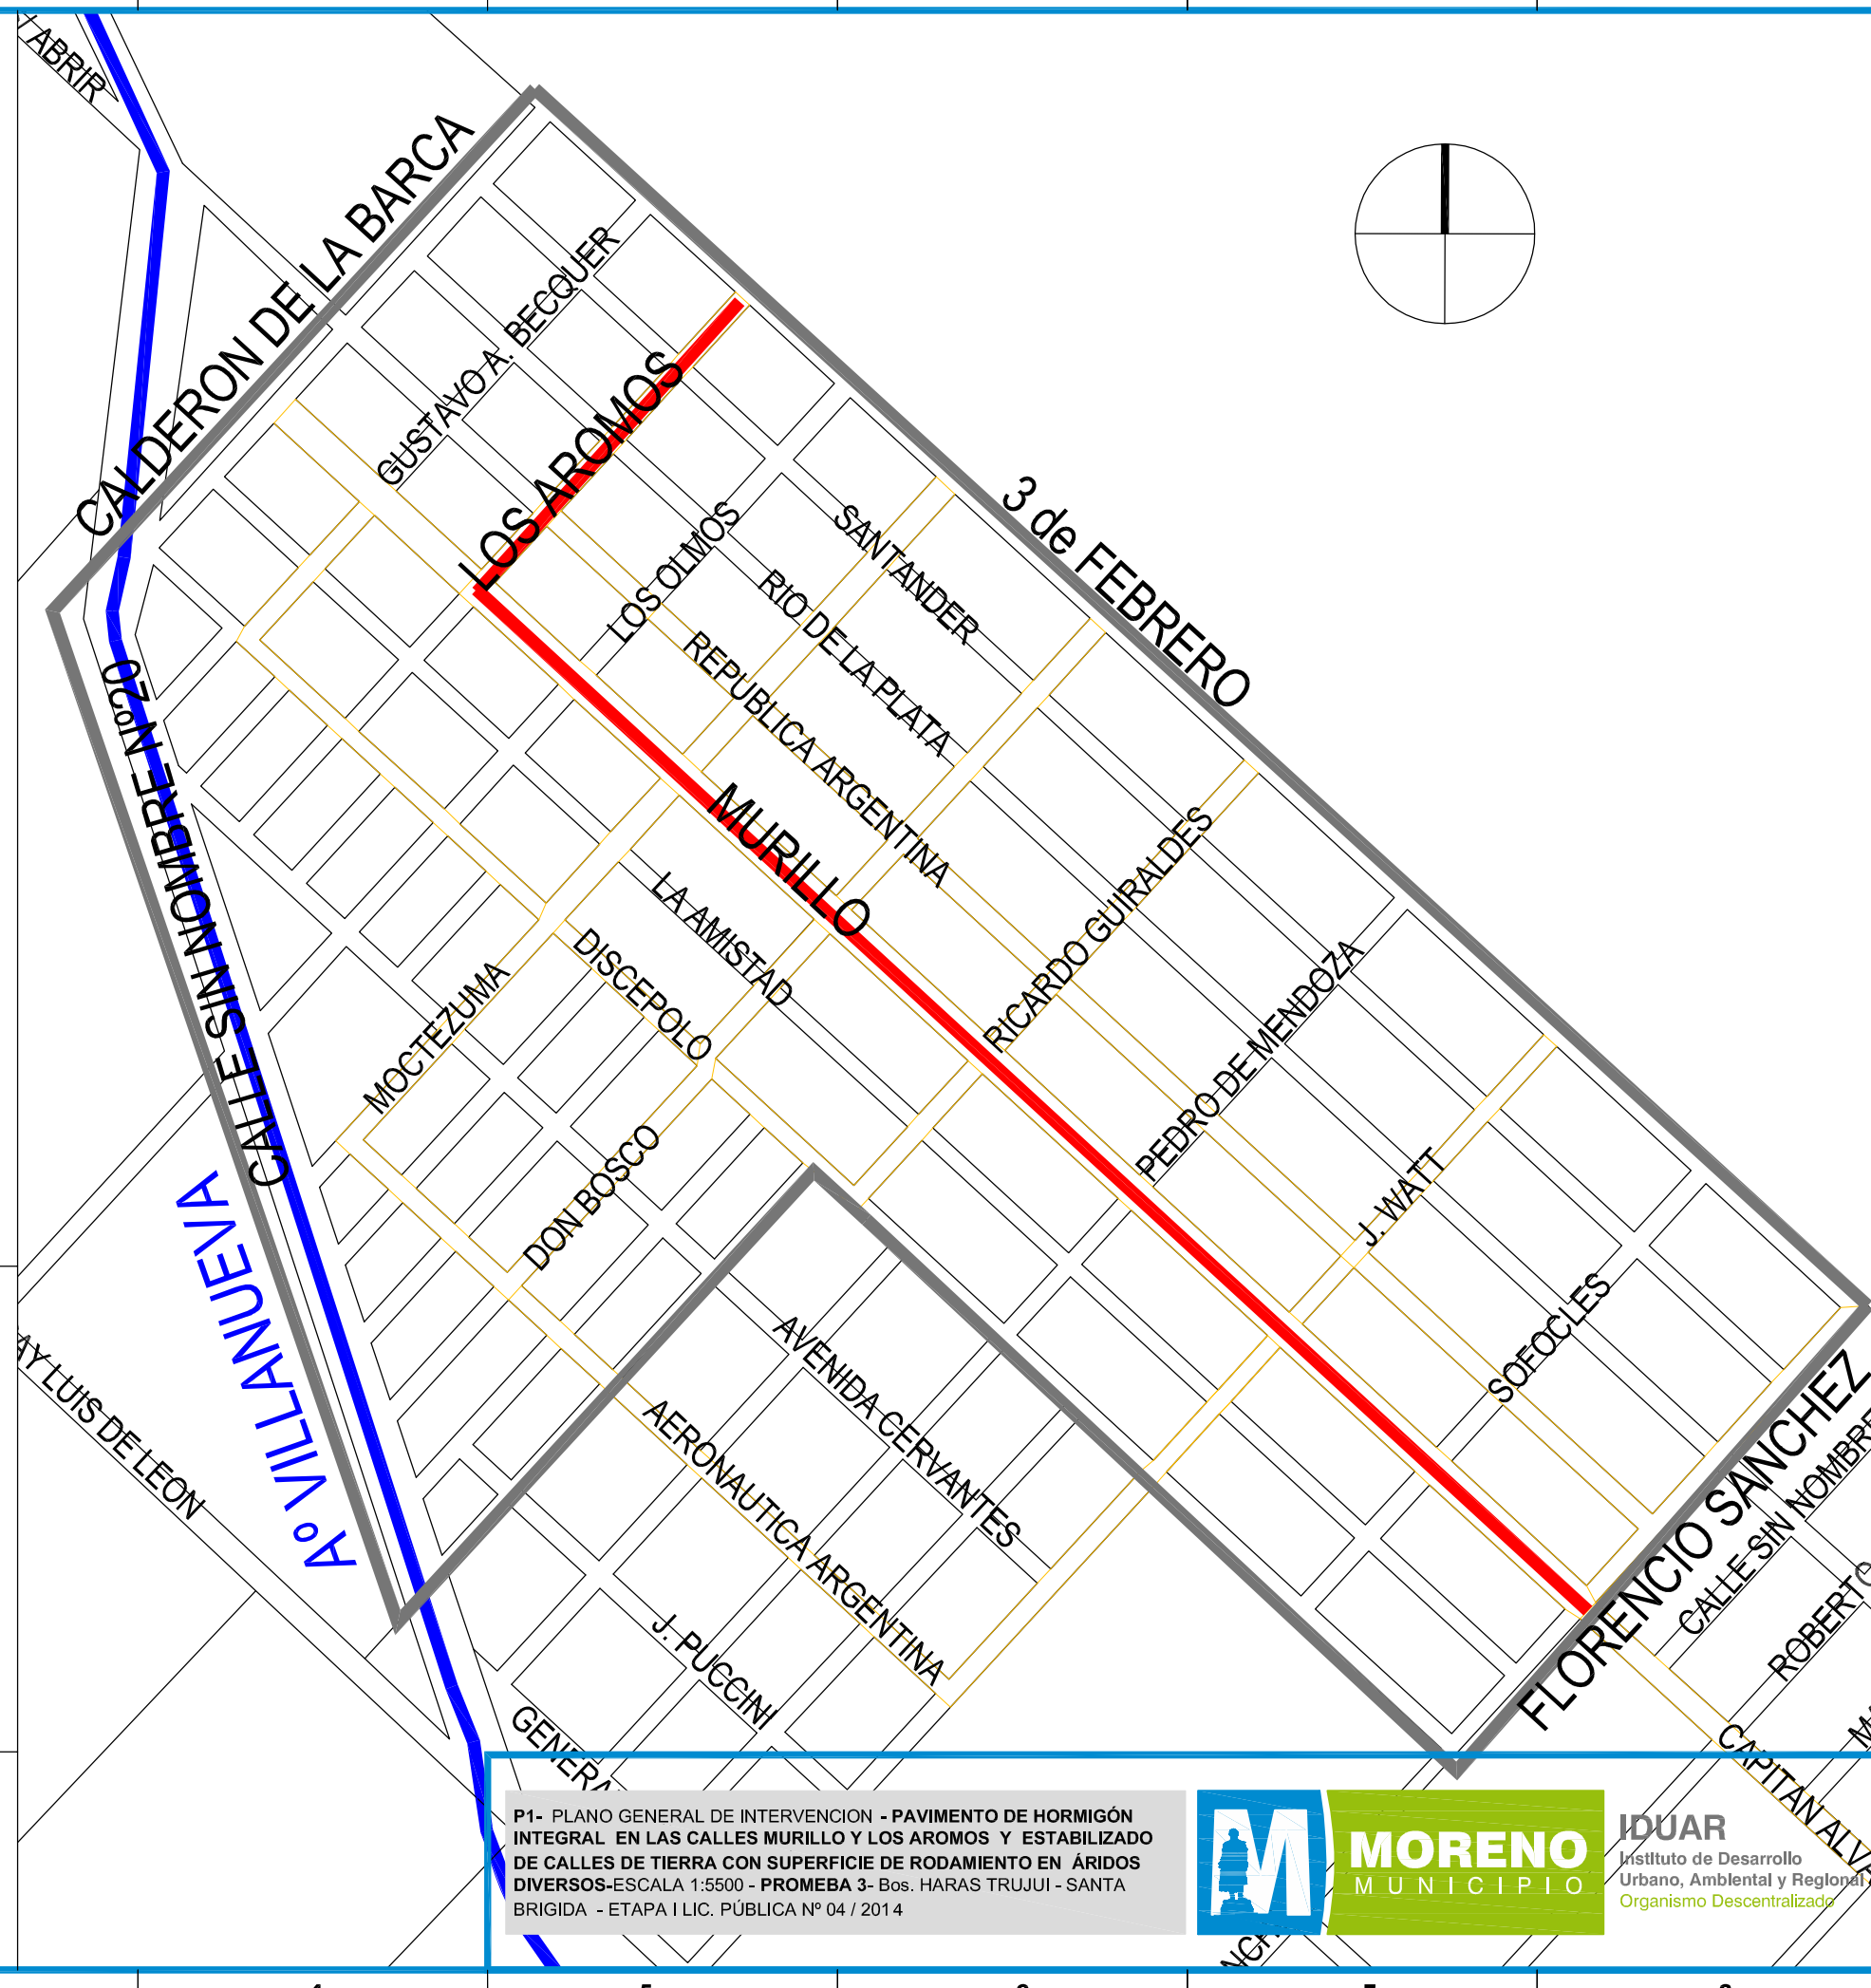 Y ABRIR
CALDERON DE LA BARCA
GUSTAVO A. BECQUER
LOS AROMOS
LOS OLMOS
SANTANDER
3 de FEBRERO
RIO DE LA PLATA
REPUBLICA ARGENTINA
CALLE SIN NOMBRE Nº20
MURILLO
RICARDO GUIRALDES
LA AMISTAD
DISCEPOLO
MOCTEZUMA
PEDRO DE MENDOZA
DON BOSCO
J. WATT
Aº VILLANUEVA
SOFOCLES
AVENIDA CERVANTES
AY LUIS DE LEON
AERONAUTICA ARGENTINA
FLORENCIO SANCHEZ
CALLE SIN NOMBRE
ROBERTO
J. PUCCINI
GENERA
CAPITAN ALVA
P1- PLANO GENERAL DE INTERVENCION - PAVIMENTO DE HORMIGÓN
INTEGRAL EN LAS CALLES MURILLO Y LOS AROMOS Y ESTABILIZADO
DE CALLES DE TIERRA CON SUPERFICIE DE RODAMIENTO EN ÁRIDOS
DIVERSOS-ESCALA 1:5500 - PROMEBA 3- Bos. HARAS TRUJUI - SANTA
BRIGIDA - ETAPA I LIC. PÚBLICA Nº 04 / 2014
M
MORENO
MUNICIPIO
IDUAR
Instituto de Desarrollo
Urbano, Ambiental y Regional
Organismo Descentralizado